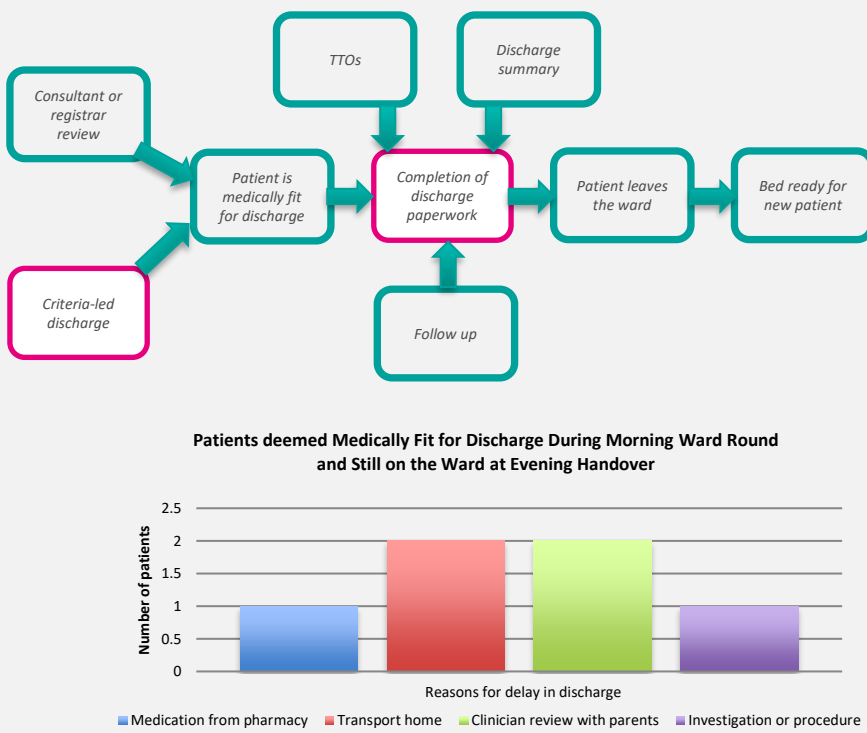 TTOs
Discharge
summary
Consultant or
registrar
review
Patient is
medically fit
for discharge
Completion of
discharge
paperwork
Patient leaves
the ward
Bed ready for
new patient
Criteria-led
discharge
Follow up
Patients deemed Medically Fit for Discharge During Morning Ward Round
and Still on the Ward at Evening Handover
Number of patients
2.5
2
1.5
1
0.5
0
Reasons for delay in discharge
Medication from pharmacy
Transport home
Clinician review with parents
Investigation or procedure